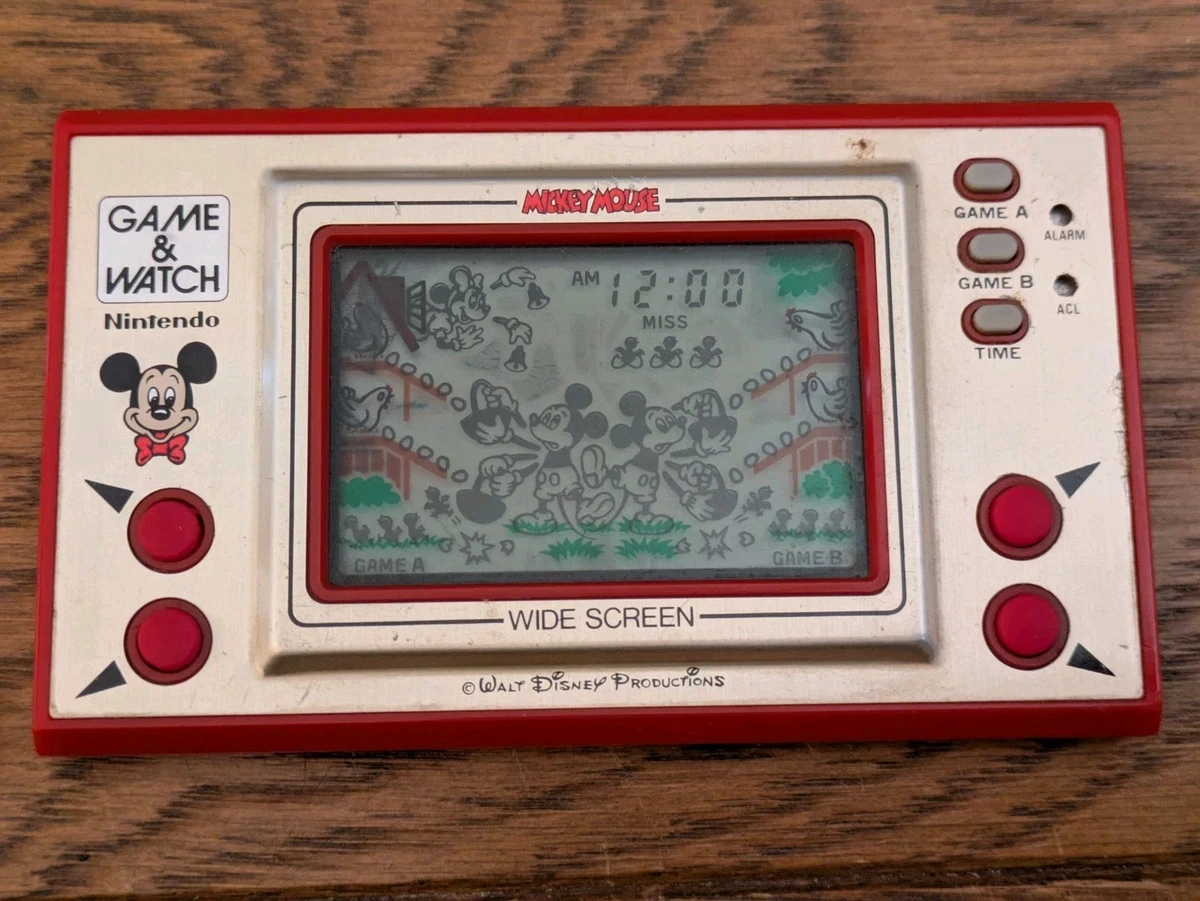 GAME
&
WATCH
Nintendo
MICKEY MOUSE
AM 12:00
MISS
GAME A
GAME B
WIDE SCREEN
© WALT DISNEY PRODUCTIONS
GAME A
ALARM
GAME B
ACL
TIME